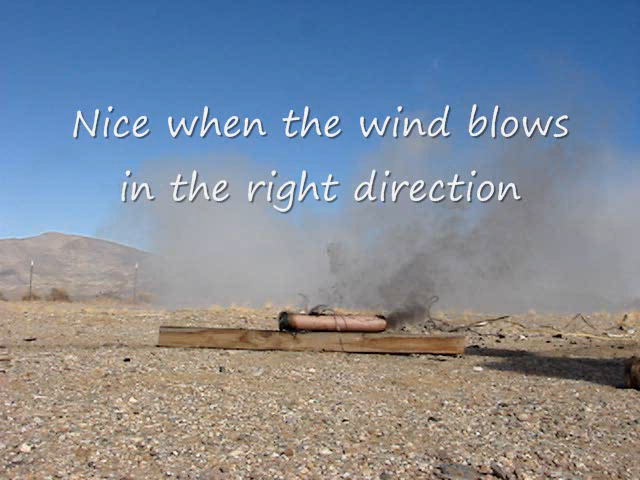 Nice when the wind blows
in the right direction